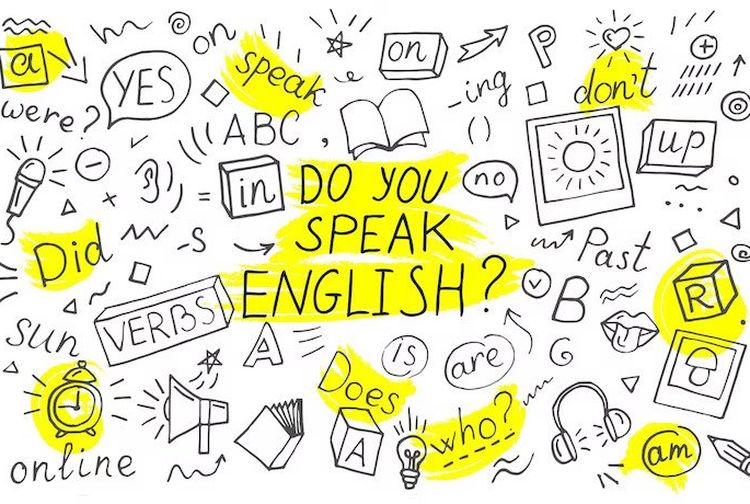 a
YES
on
speak
on
P
-ing
don't
were?
ABC
,
()
up
in
DO YOU
SPEAK
ENGLISH?
no
Did
-S
Past
VERBS
B
R
sun
A
is
are
G
Does
A
who?
am
online